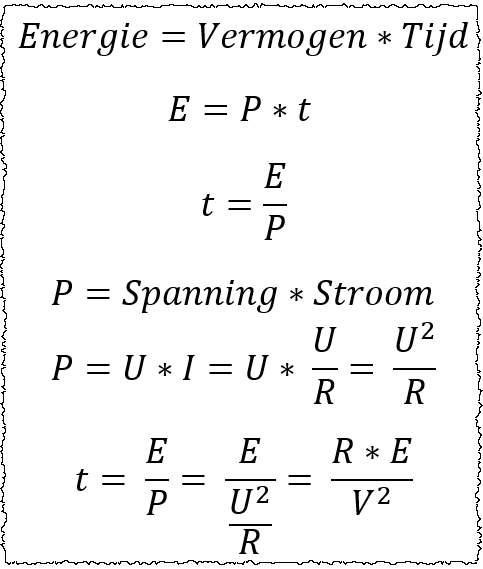 Energie = Vermogen * Tijd
E = P * t
t = E/P
P = Spanning * Stroom
P = U * I = U * U/R = U²/R
t = E/P = E/(U²/R) = (R * E)/V²